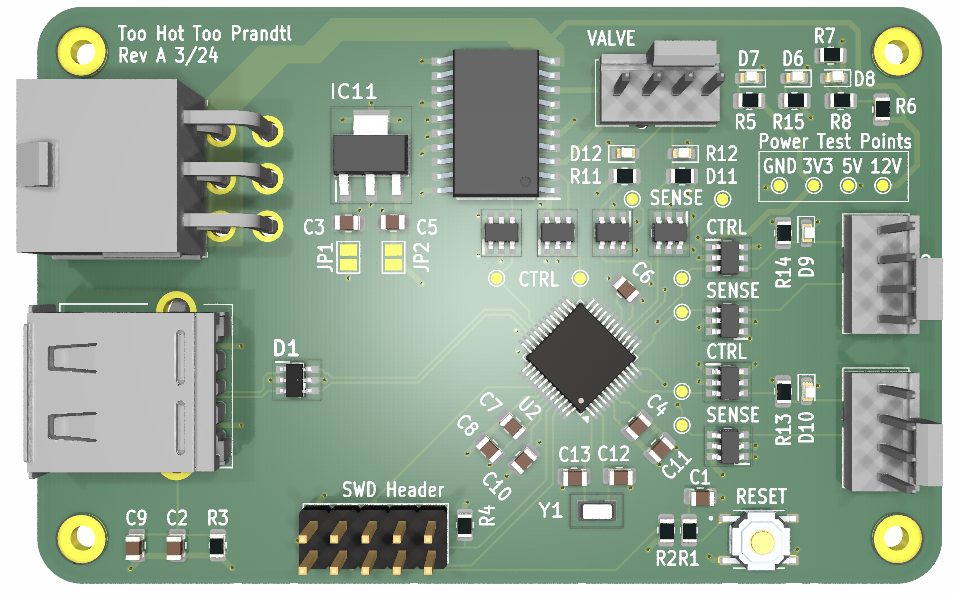 Too Hot Too Prandtl
Rev A 3/24
VALVE
R7
D7 D6 D8
R5 R15 R8 R6
IC11
Power Test Points
GND 3V3 5V 12V
D12 R12
R11 D11
SENSE
C3 C5
JP1 JP2
CTRL
CTRL
C6
R14 D9
SENSE
D1
CTRL
R13 D10
SENSE
C7 U2 C4
C8 C10 C11
C13 C12
C1
SWD Header
R4
Y1
RESET
C9 C2 R3
R2 R1